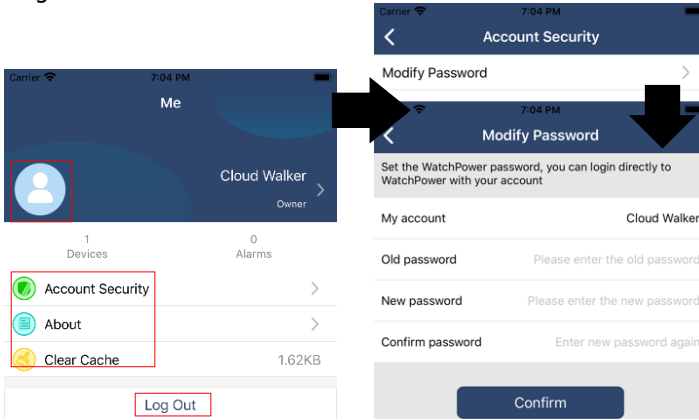 Carrier 7:04 PM
Me
Cloud Walker
Owner
1 0
Devices Alarms
Account Security
About
Clear Cache 1.62KB
Log Out
Carrier 7:04 PM
Account Security
Modify Password
7:04 PM
Modify Password
Set the WatchPower password, you can login directly to
WatchPower with your account
My account Cloud Walker
Old password Please enter the old password
New password Please enter the new password
Confirm password Enter new password again
Confirm